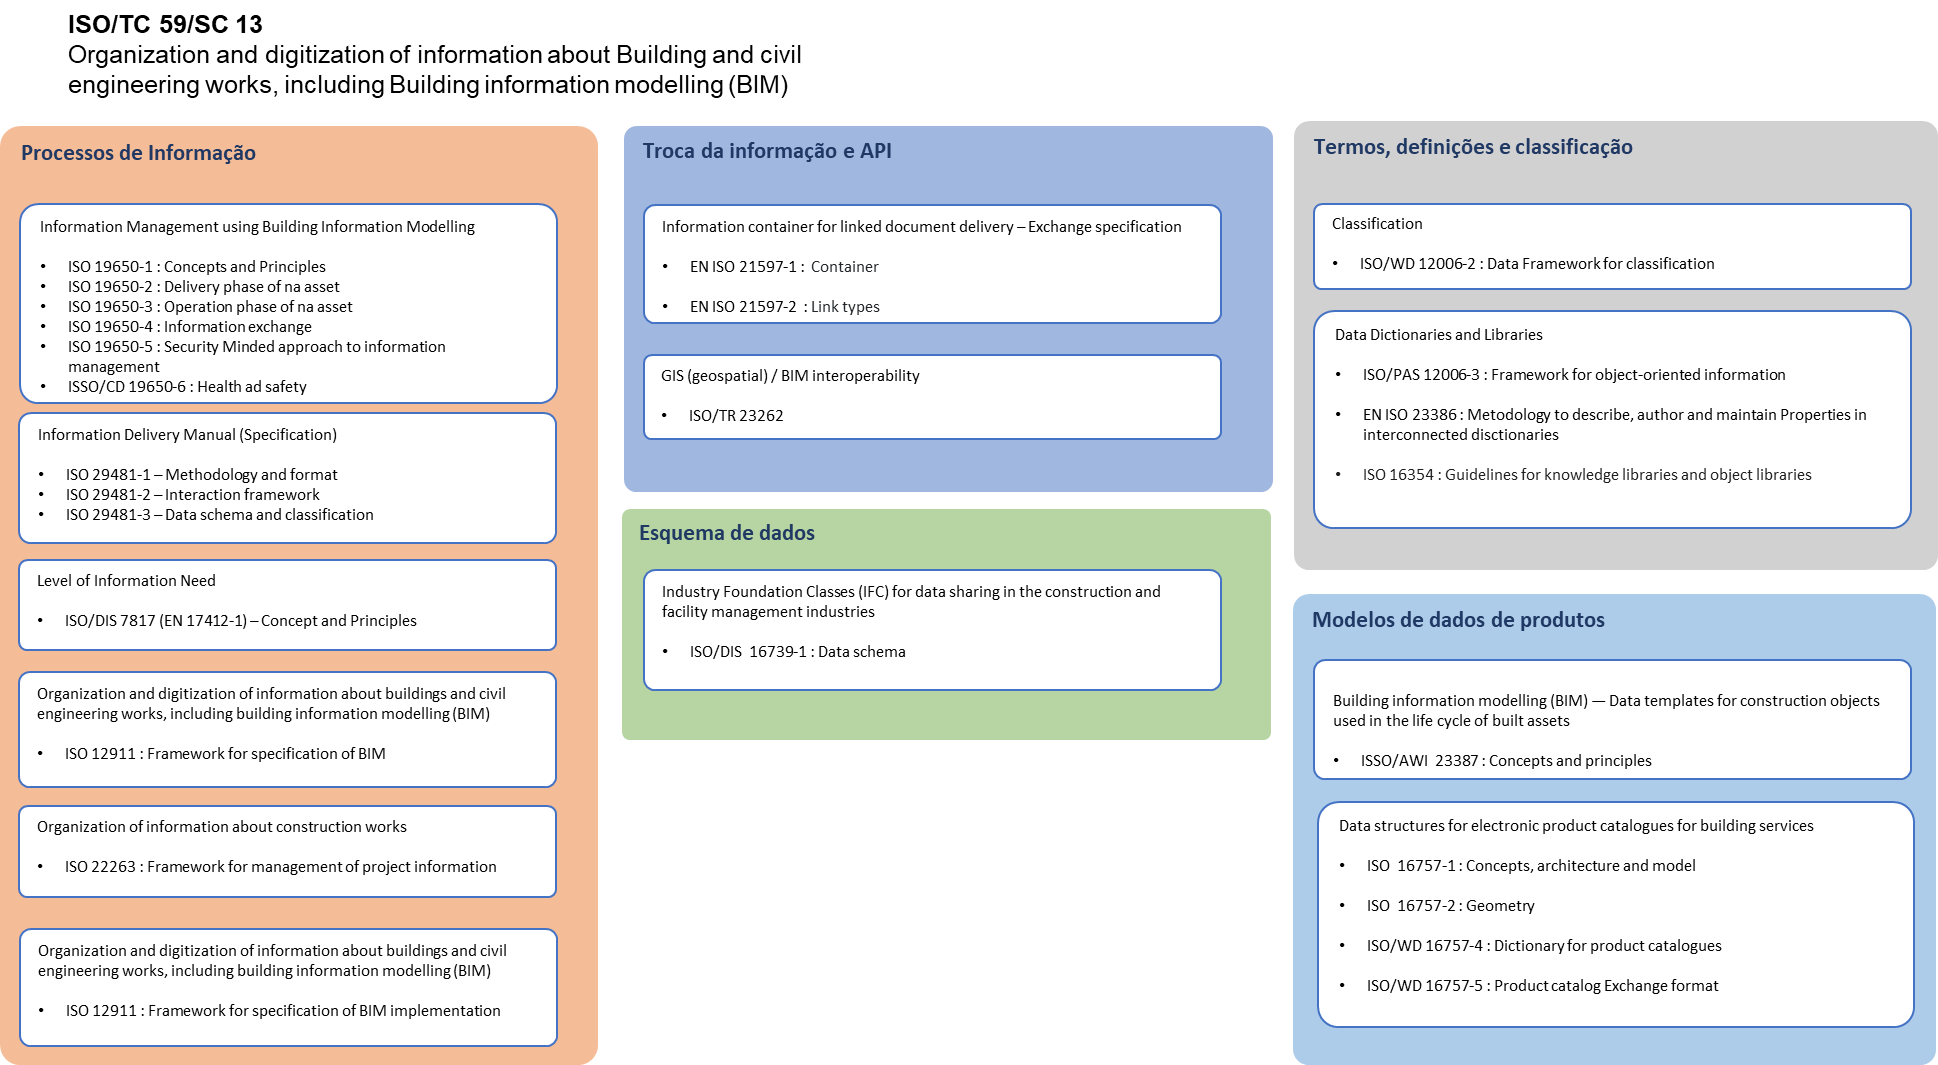 ISO/TC 59/SC 13
Organization and digitization of information about Building and civil
engineering works, including Building information modelling (BIM)
Processos de Informação
Information Management using Building Information Modelling
• ISO 19650-1 : Concepts and Principles
• ISO 19650-2 : Delivery phase of na asset
• ISO 19650-3 : Operation phase of na asset
• ISO 19650-4 : Information exchange
• ISO 19650-5 : Security Minded approach to information
management
• ISSO/CD 19650-6 : Health ad safety
Information Delivery Manual (Specification)
• ISO 29481-1 – Methodology and format
• ISO 29481-2 – Interaction framework
• ISO 29481-3 – Data schema and classification
Level of Information Need
• ISO/DIS 7817 (EN 17412-1) – Concept and Principles
Organization and digitization of information about buildings and civil
engineering works, including building information modelling (BIM)
• ISO 12911 : Framework for specification of BIM
Organization of information about construction works
• ISO 22263 : Framework for management of project information
Organization and digitization of information about buildings and civil
engineering works, including building information modelling (BIM)
• ISO 12911 : Framework for specification of BIM implementation
Troca da informação e API
Information container for linked document delivery – Exchange specification
• EN ISO 21597-1 : Container
• EN ISO 21597-2 : Link types
GIS (geospatial) / BIM interoperability
• ISO/TR 23262
Esquema de dados
Industry Foundation Classes (IFC) for data sharing in the construction and
facility management industries
• ISO/DIS 16739-1 : Data schema
Termos, definições e classificação
Classification
• ISO/WD 12006-2 : Data Framework for classification
Data Dictionaries and Libraries
• ISO/PAS 12006-3 : Framework for object-oriented information
• EN ISO 23386 : Metodology to describe, author and maintain Properties in
interconnected disctionaries
• ISO 16354 : Guidelines for knowledge libraries and object libraries
Modelos de dados de produtos
Building information modelling (BIM) — Data templates for construction objects
used in the life cycle of built assets
• ISSO/AWI 23387 : Concepts and principles
Data structures for electronic product catalogues for building services
• ISO 16757-1 : Concepts, architecture and model
• ISO 16757-2 : Geometry
• ISO/WD 16757-4 : Dictionary for product catalogues
• ISO/WD 16757-5 : Product catalog Exchange format